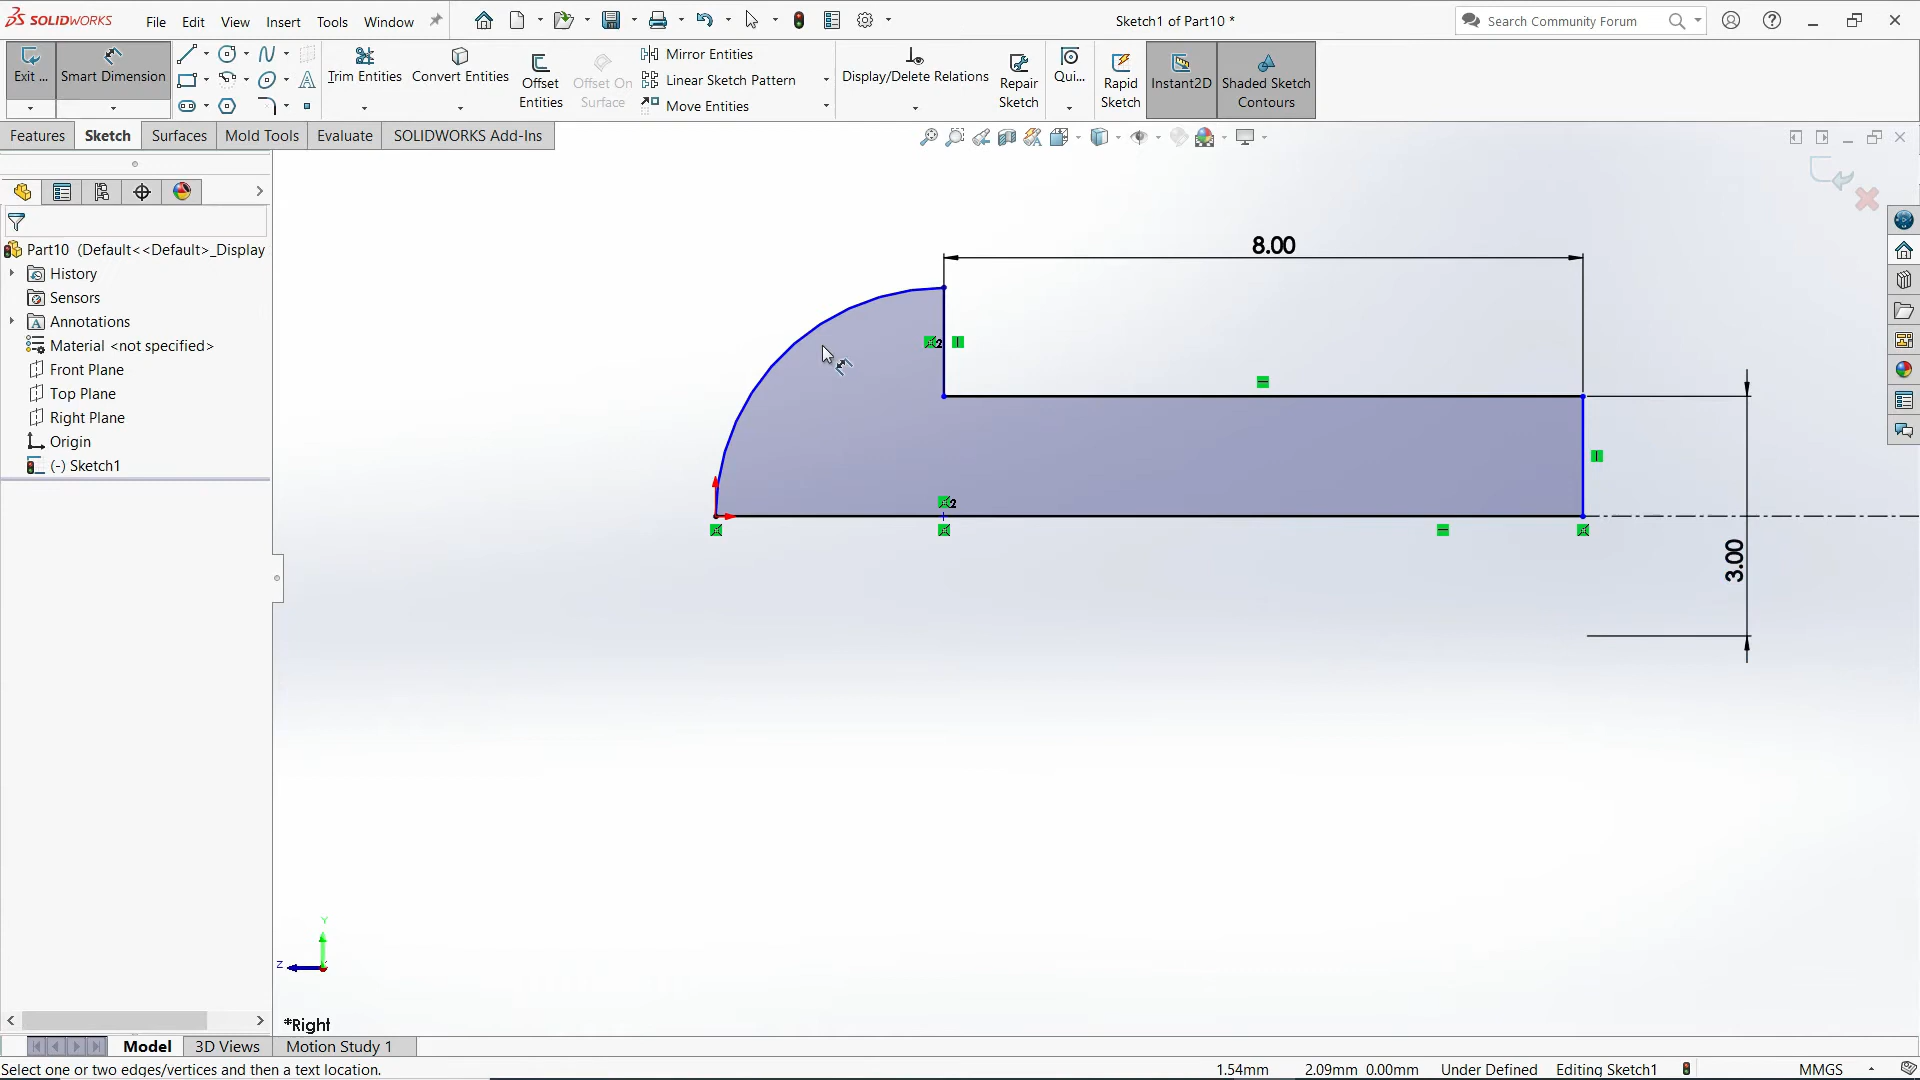 SOLIDWORKS File Edit View Insert Tools Window Sketch1 of Part10 * Search Community Forum
Exit ... Smart Dimension Trim Entities Convert Entities Offset Entities Offset On Surface Mirror Entities Display/Delete Relations Repair Sketch Qui... Rapid Sketch Instant2D Shaded Sketch Contours
Linear Sketch Pattern
Move Entities
Features Sketch Surfaces Mold Tools Evaluate SOLIDWORKS Add-Ins
Part10 (Default<<Default>_Display
History
Sensors
Annotations
Material <not specified>
Front Plane
Top Plane
Right Plane
Origin
(-) Sketch1
8.00
2
2
3.00
Y
Z
*Right
Model 3D Views Motion Study 1
Select one or two edges/vertices and then a text location. 1.54mm 2.09mm 0.00mm Under Defined Editing Sketch1 MMGS